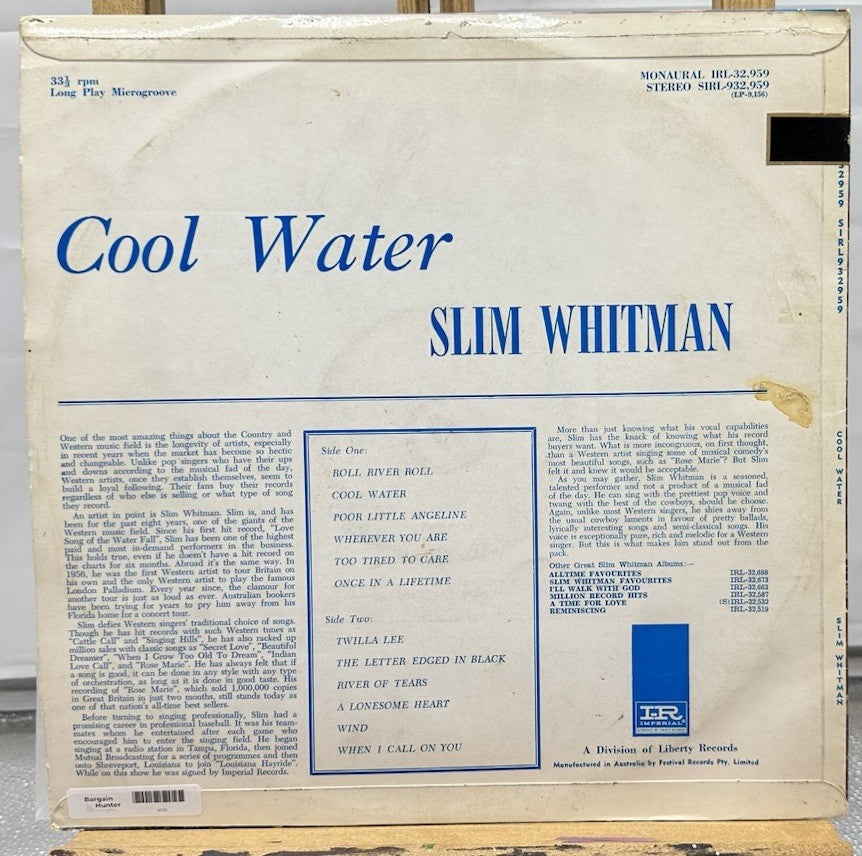 33⅓ rpm
Long Play Microgroove
MONAURAL IRL-32,959
STEREO SIRL-932,959
(LP-9,156)
Cool Water
SLIM WHITMAN
One of the most amazing things about the Country and
Western music field is the longevity of artists, especially
in recent years when the market has become so hectic
and changeable. Unlike pop singers who have their ups
and downs according to the musical fad of the day,
Western artists, once they establish themselves, seem to
build a loyal following. Their fans buy their records
regardless of who else is selling or what type of song
they record.
An artist in point is Slim Whitman. Slim is, and has
been for the past eight years, one of the giants of the
Western music field. Since his first hit record, "Love
Song of the Water Fall", Slim has been one of the highest
paid and most in-demand performers in the business.
This holds true, even if he doesn't have a hit record on
the charts for six months. Abroad it's the same way. In
1956, he was the first Western artist to tour Britain on
his own and the only Western artist to play the famous
London Palladium. Every year since, the clamour for
another tour is just as loud as ever. Australian bookers
have been trying for years to pry him away from his
Florida home for a concert tour.
Slim defies Western singers' traditional choice of songs.
Though he has hit records with such Western tunes as
"Cattle Call" and "Singing Hills", he has also racked up
million sales with classic songs as "Secret Love", "Beautiful
Dreamer", "When I Grow Too Old To Dream", "Indian
Love Call", and "Rose Marie". He has always felt that if
a song is good, it can be done in any style with any type
of orchestration, as long as it is done in good taste. His
recording of "Rose Marie", which sold 1,000,000 copies
in Great Britain in just two months, still stands today as
one of that nation's all-time best sellers.
Before turning to singing professionally, Slim had a
promising career in professional baseball. It was his team-
mates whom he entertained after each game who
encouraged him to enter the singing field. He began
singing at a radio station in Tampa, Florida, then joined
Mutual Broadcasting for a series of programmes and then
onto Shreveport, Louisiana to join "Louisiana Hayride".
While on this show he was signed by Imperial Records.
Side One:
ROLL RIVER ROLL
COOL WATER
POOR LITTLE ANGELINE
WHEREVER YOU ARE
TOO TIRED TO CARE
ONCE IN A LIFETIME
Side Two:
TWILLA LEE
THE LETTER EDGED IN BLACK
RIVER OF TEARS
A LONESOME HEART
WIND
WHEN I CALL ON YOU
More than just knowing what his vocal capabilities
are, Slim has the knack of knowing what his record
buyers want. What is more incongruous, on first thought,
than a Western artist singing some of musical comedy's
most beautiful songs, such as "Rose Marie"? But Slim
felt it and knew it would be acceptable.
As you may gather, Slim Whitman is a seasoned,
talented performer and not a product of a musical fad
of the day. He can sing with the prettiest pop voice and
twang with the best of the cowboys, should he choose.
Again, unlike most Western singers, he shies away from
the usual cowboy laments in favour of pretty ballads,
lyrically interesting songs and semi-classical songs. His
voice is exceptionally pure, rich and melodic for a Western
singer. But this is what makes him stand out from the
pack.
Other Great Slim Whitman Albums:—
ALLTIME FAVOURITES IRL-32,688
SLIM WHITMAN FAVOURITES IRL-32,673
I'LL WALK WITH GOD IRL-32,663
MILLION RECORD HITS IRL-32,587
A TIME FOR LOVE (S)IRL-32,532
REMINISCING IRL-32,519
I-R
IMPERIAL
A Division of Liberty Records
Manufactured in Australia by Festival Records Pty. Limited
32959 SIRL932959
COOL WATER
SLIM WHITMAN
Bargain
Hunter